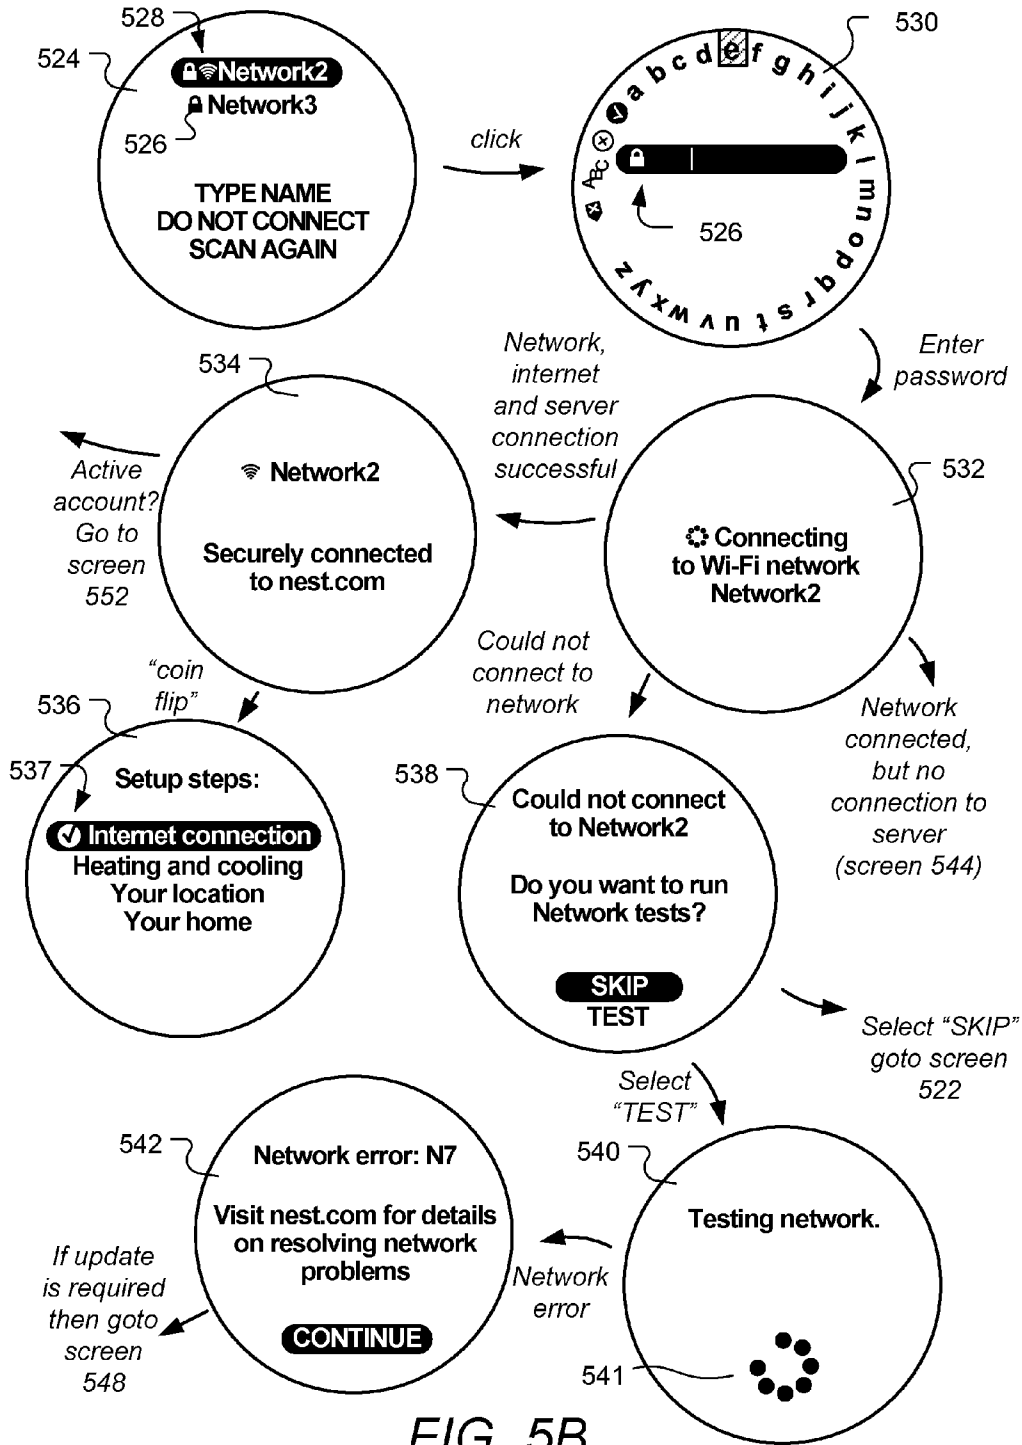 528
524
Network2
Network3
526
TYPE NAME
DO NOT CONNECT
SCAN AGAIN
click
530
a b c d e f g h i j k l m n o p q r s t u v w x y z
ABC
526
Enter
password
534
Network2
Securely connected
to nest.com
Network,
internet
and server
connection
successful
532
Connecting
to Wi-Fi network
Network2
Active
account?
Go to
screen
552
"coin
flip"
Could not
connect to
network
Network
connected,
but no
connection to
server
(screen 544)
536
537
Setup steps:
Internet connection
Heating and cooling
Your location
Your home
538
Could not connect
to Network2
Do you want to run
Network tests?
SKIP
TEST
Select "SKIP"
goto screen
522
Select
"TEST"
542
Network error: N7
Visit nest.com for details
on resolving network
problems
CONTINUE
540
Testing network.
541
Network
error
If update
is required
then goto
screen
548
FIG. 5B